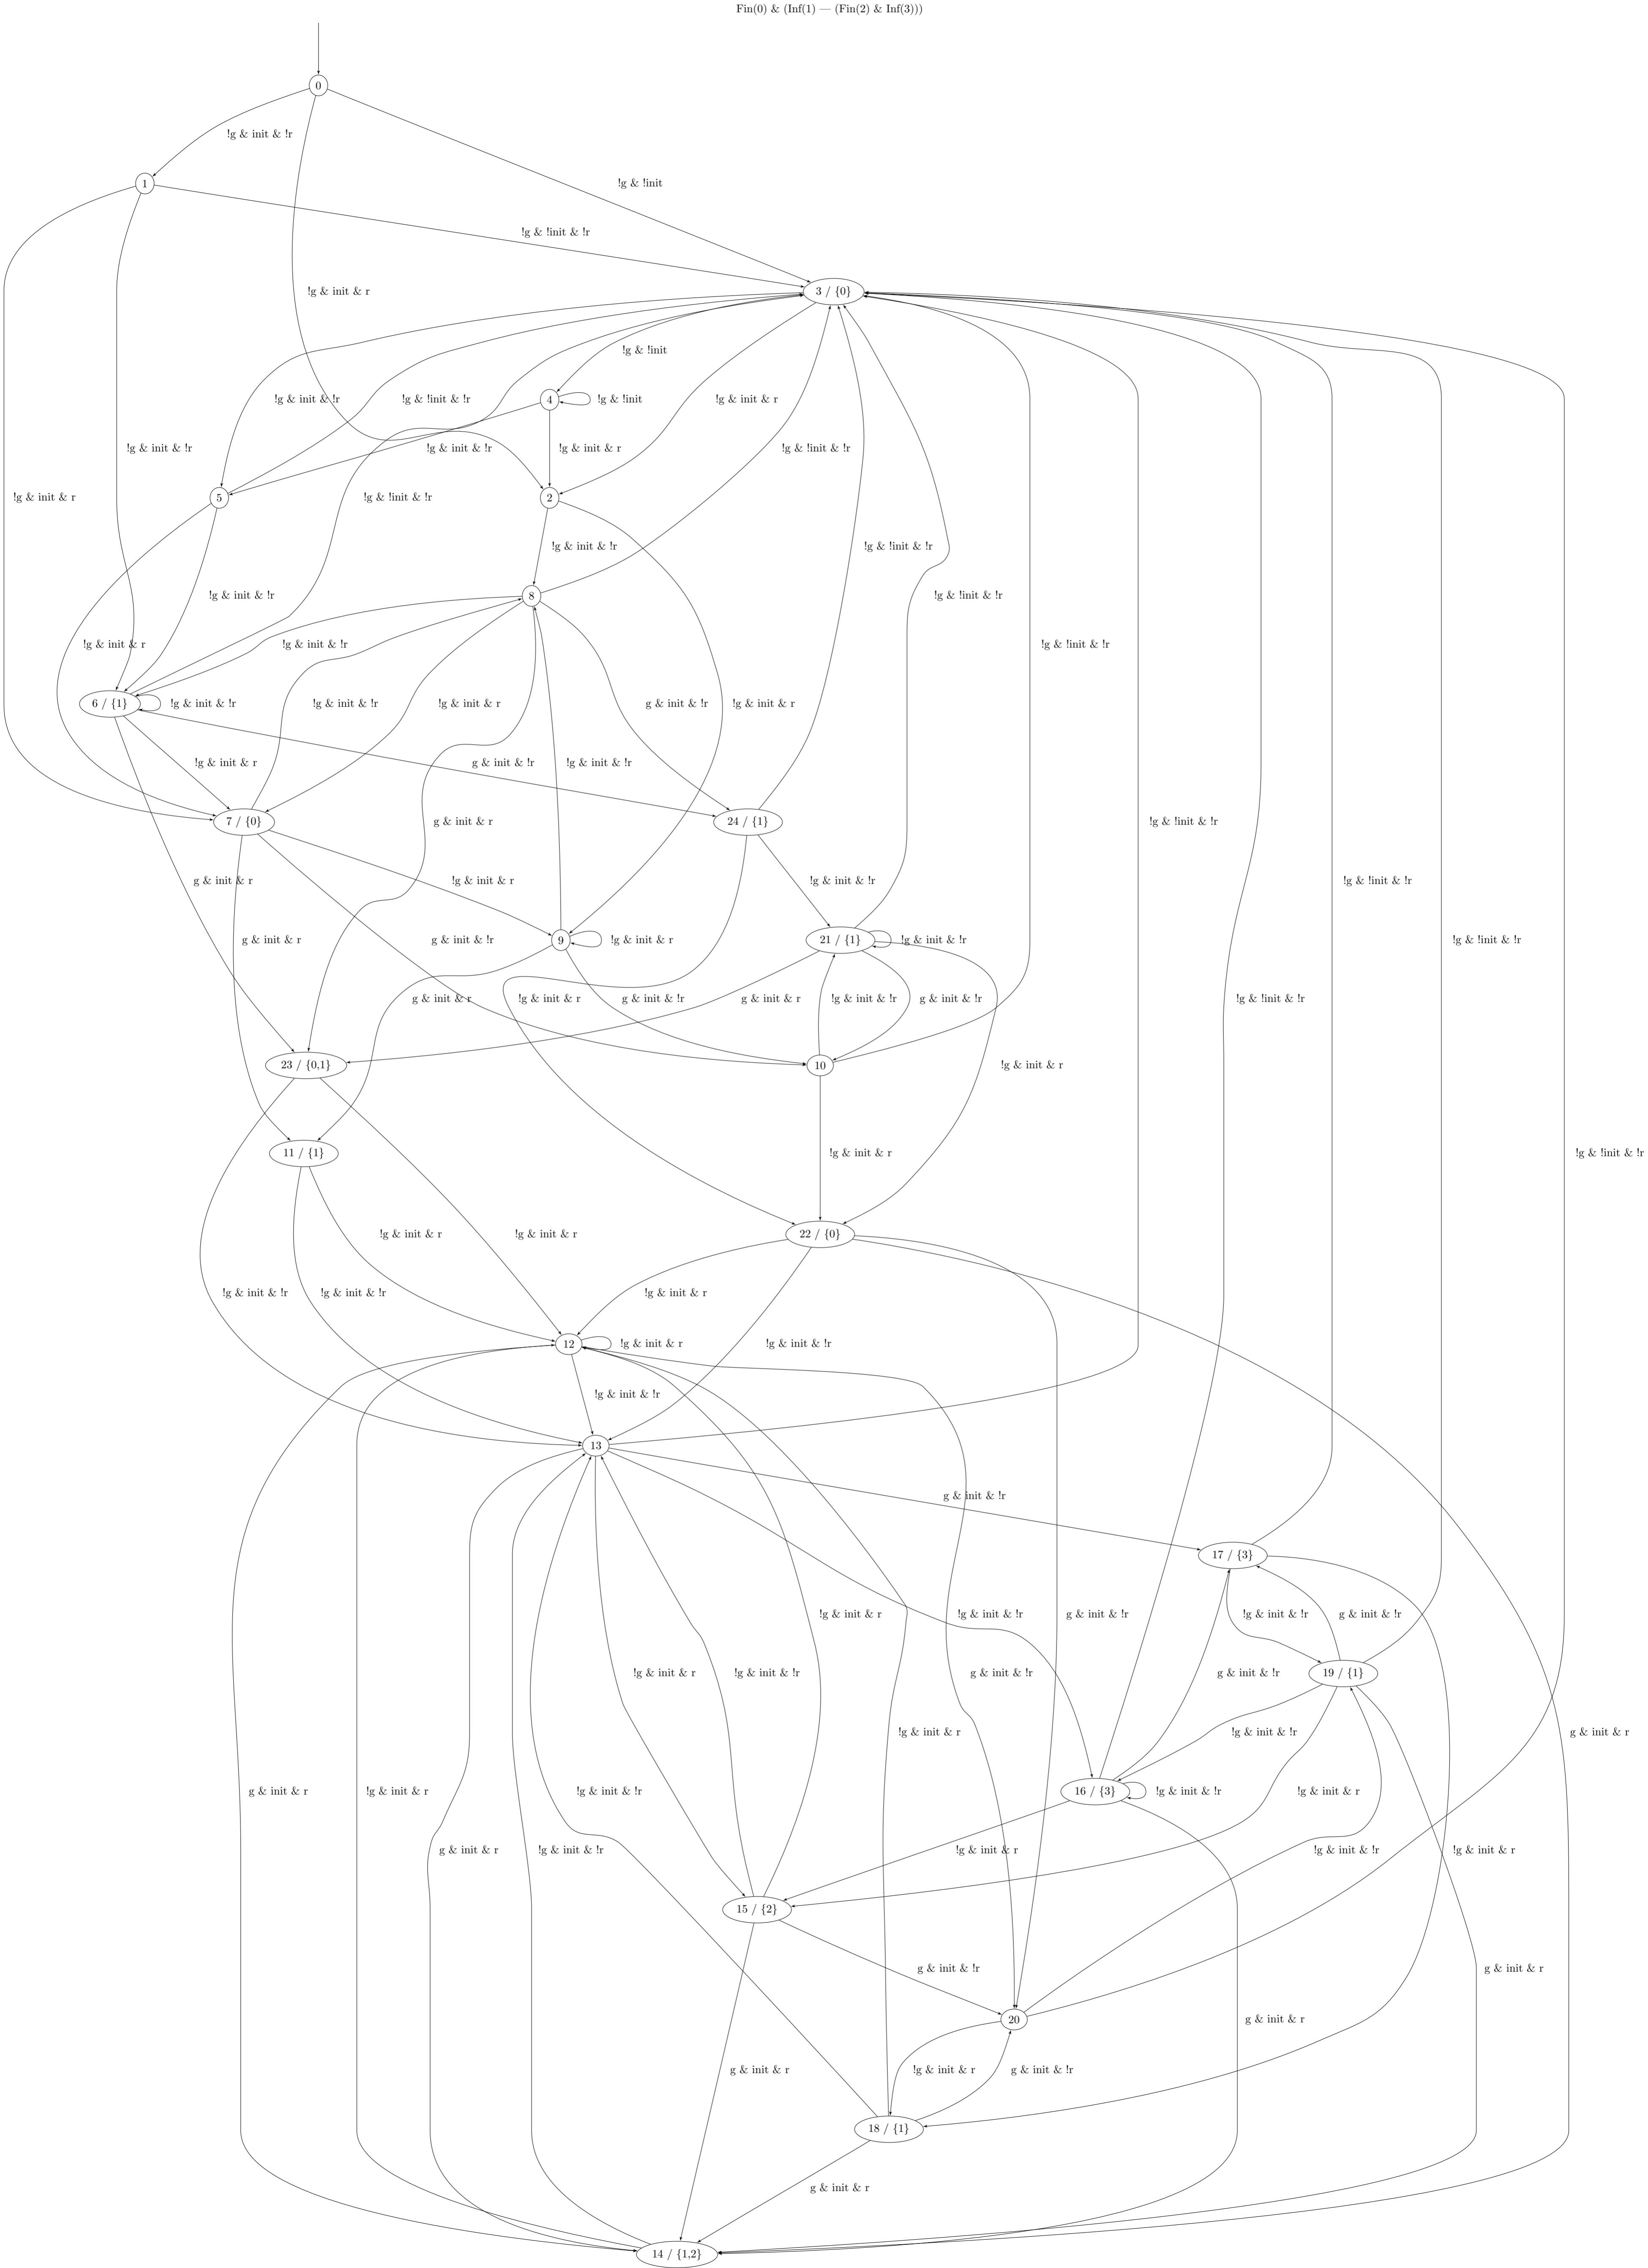 Fin(0) & (Inf(1) — (Fin(2) & Inf(3)))
0
!g & init & !r
1
!g & !init
!g & !init & !r
!g & init & r
3 / {0}
!g & !init
!g & init & !r
!g & !init & !r
4
!g & !init
!g & init & r
!g & init & !r
!g & init & !r
!g & init & r
!g & !init & !r
!g & init & r
5
!g & !init & !r
2
!g & init & !r
!g & !init & !r
!g & init & !r
8
!g & !init & !r
!g & init & r
!g & init & !r
!g & !init & !r
6 / {1}
!g & init & !r
!g & init & !r
!g & init & r
g & init & !r
!g & init & r
!g & init & r
g & init & !r
!g & init & !r
7 / {0}
g & init & r
24 / {1}
!g & !init & !r
g & init & r
!g & init & r
!g & init & !r
!g & !init & !r
g & init & r
g & init & !r
9
!g & init & r
21 / {1}
!g & init & !r
!g & !init & !r
g & init & r
!g & init & r
g & init & !r
g & init & r
!g & init & !r
g & init & !r
!g & !init & !r
23 / {0,1}
10
!g & init & r
11 / {1}
!g & init & r
!g & !init & !r
!g & init & r
!g & init & r
22 / {0}
!g & init & !r
!g & init & !r
!g & init & r
12
!g & init & r
!g & init & !r
!g & init & !r
13
g & init & !r
17 / {3}
!g & init & r
!g & init & !r
g & init & !r
!g & init & !r
g & init & !r
!g & init & r
!g & init & !r
g & init & !r
g & init & !r
19 / {1}
!g & init & r
!g & init & !r
g & init & r
g & init & r
!g & init & r
!g & init & !r
16 / {3}
!g & init & !r
!g & init & r
g & init & r
!g & init & !r
!g & init & r
!g & init & !r
!g & init & r
15 / {2}
g & init & !r
g & init & r
20
g & init & r
g & init & r
!g & init & r
g & init & !r
18 / {1}
g & init & r
14 / {1,2}